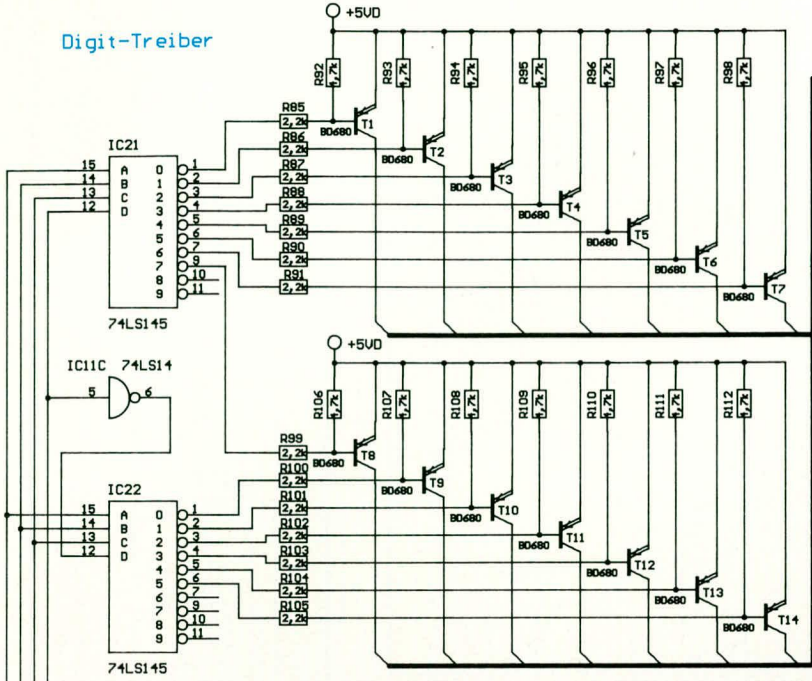 Digit-Treiber
+5VD
R92 4,7k R93 4,7k R94 4,7k R95 4,7k R96 4,7k R97 4,7k R98 4,7k
R85
2,2k BD680 T1
R86
2,2k BD680 T2
R87
2,2k BD680 T3
R88
2,2k BD680 T4
R89
2,2k BD680 T5
R90
2,2k BD680 T6
R91
2,2k BD680 T7
IC21
15 A 0 1
14 B 1 2
13 C 2 3
12 D 3 4
4 5
5 6
6 7
7 9
8 10
9 11
74LS145
IC11C 74LS14
5 6
+5VD
R106 4,7k R107 4,7k R108 4,7k R109 4,7k R110 4,7k R111 4,7k R112 4,7k
R99
2,2k BD680 T8
R100
2,2k BD680 T9
R101
2,2k BD680 T10
R102
2,2k BD680 T11
R103
2,2k BD680 T12
R104
2,2k BD680 T13
R105
2,2k BD680 T14
IC22
15 A 0 1
14 B 1 2
13 C 2 3
12 D 3 4
4 5
5 6
6 7
7 9
8 10
9 11
74LS145